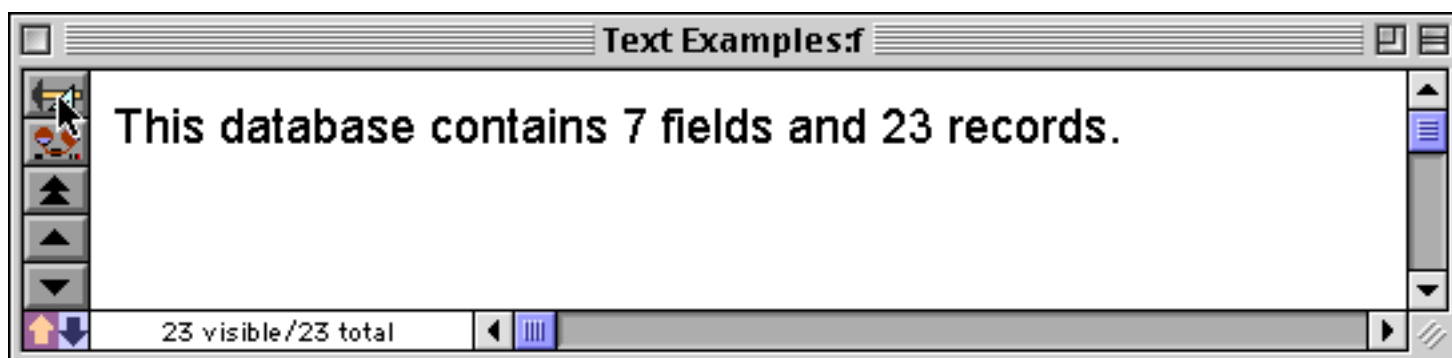 Text Examples:f
This database contains 7 fields and 23 records.
23 visible/23 total